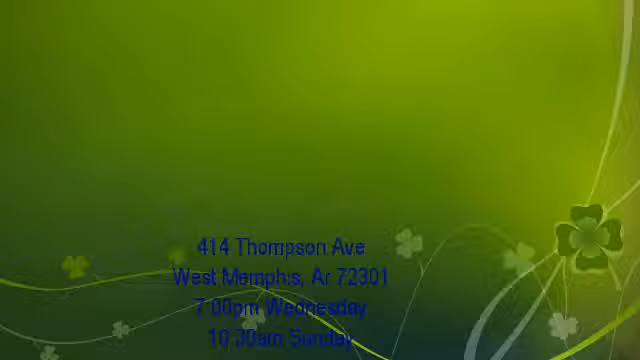 414 Thompson Ave
West Memphis, Ar 72301
7:00pm Wednesday
10:30am Sunday